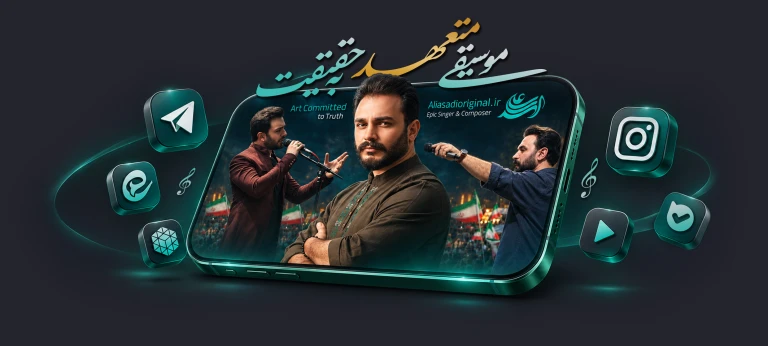 موسیقی متعهد به حقیقت
Art Committed
to Truth
Aliasadioriginal.ir
Epic Singer & Composer